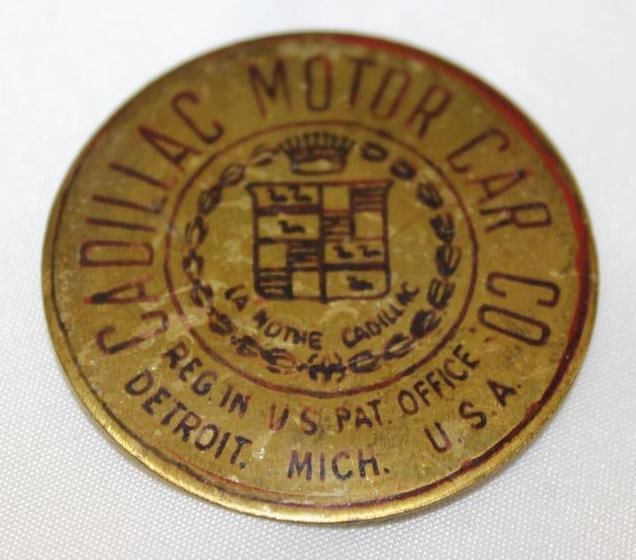 CADILLAC MOTOR CAR CO
LA MOTHE CADILLAC
REG. IN U.S. PAT. OFFICE
DETROIT. MICH. U.S.A.